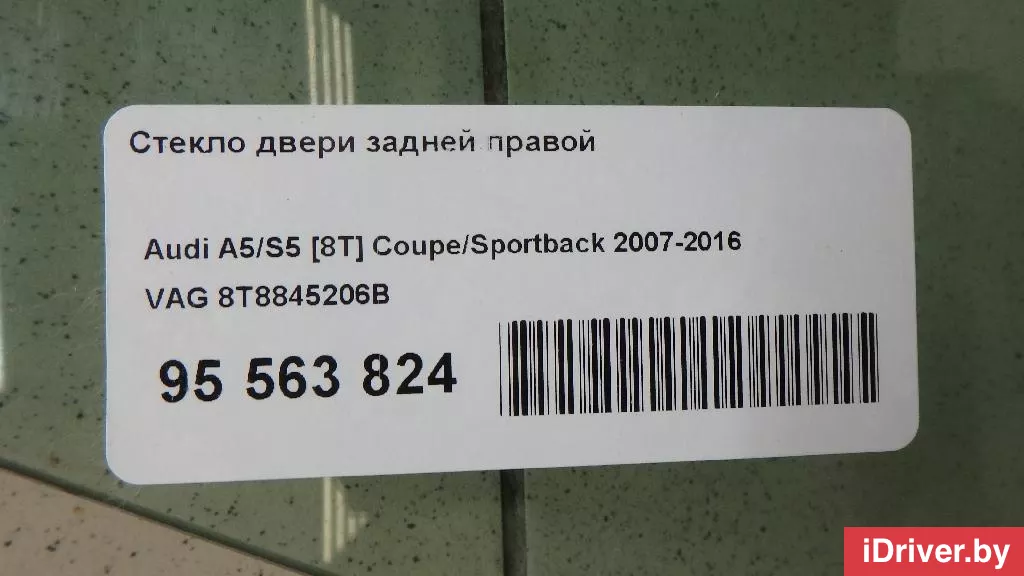 Стекло двери задней правой
Audi A5/S5 [8T] Coupe/Sportback 2007-2016
VAG 8T8845206B
95 563 824
iDriver.by